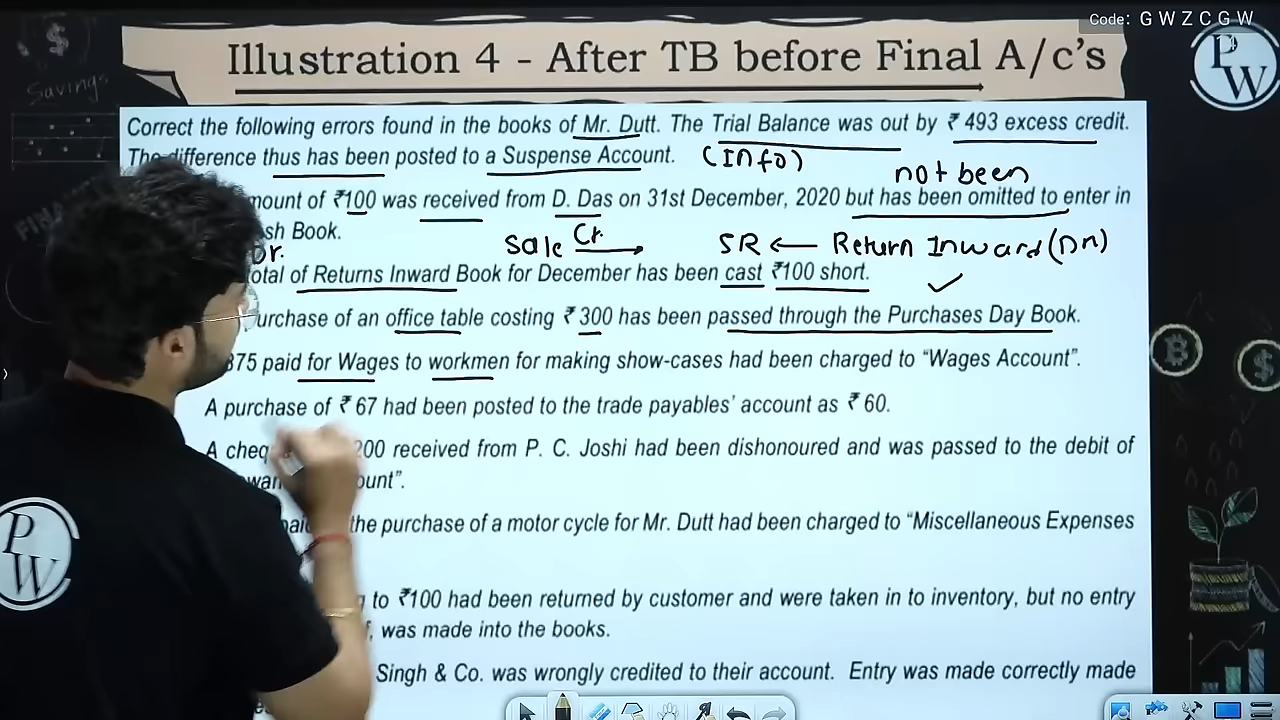 Code: G W Z C G W
Illustration 4 - After TB before Final A/c's
PW
$
Savings
Correct the following errors found in the books of Mr. Dutt. The Trial Balance was out by ₹ 493 excess credit.
The difference thus has been posted to a Suspense Account. (Info)
not been
mount of ₹100 was received from D. Das on 31st December, 2020 but has been omitted to enter in
sh Book.
Dr. Sale Cr. → SR ← Return Inward (Dn)
otal of Returns Inward Book for December has been cast ₹100 short. ✓
urchase of an office table costing ₹ 300 has been passed through the Purchases Day Book.
375 paid for Wages to workmen for making show-cases had been charged to “Wages Account”.
A purchase of ₹ 67 had been posted to the trade payables’ account as ₹ 60.
A cheq 200 received from P. C. Joshi had been dishonoured and was passed to the debit of
owan ount”.
paid the purchase of a motor cycle for Mr. Dutt had been charged to “Miscellaneous Expenses
to ₹100 had been returned by customer and were taken in to inventory, but no entry
was made into the books.
Singh & Co. was wrongly credited to their account. Entry was made correctly made
PW